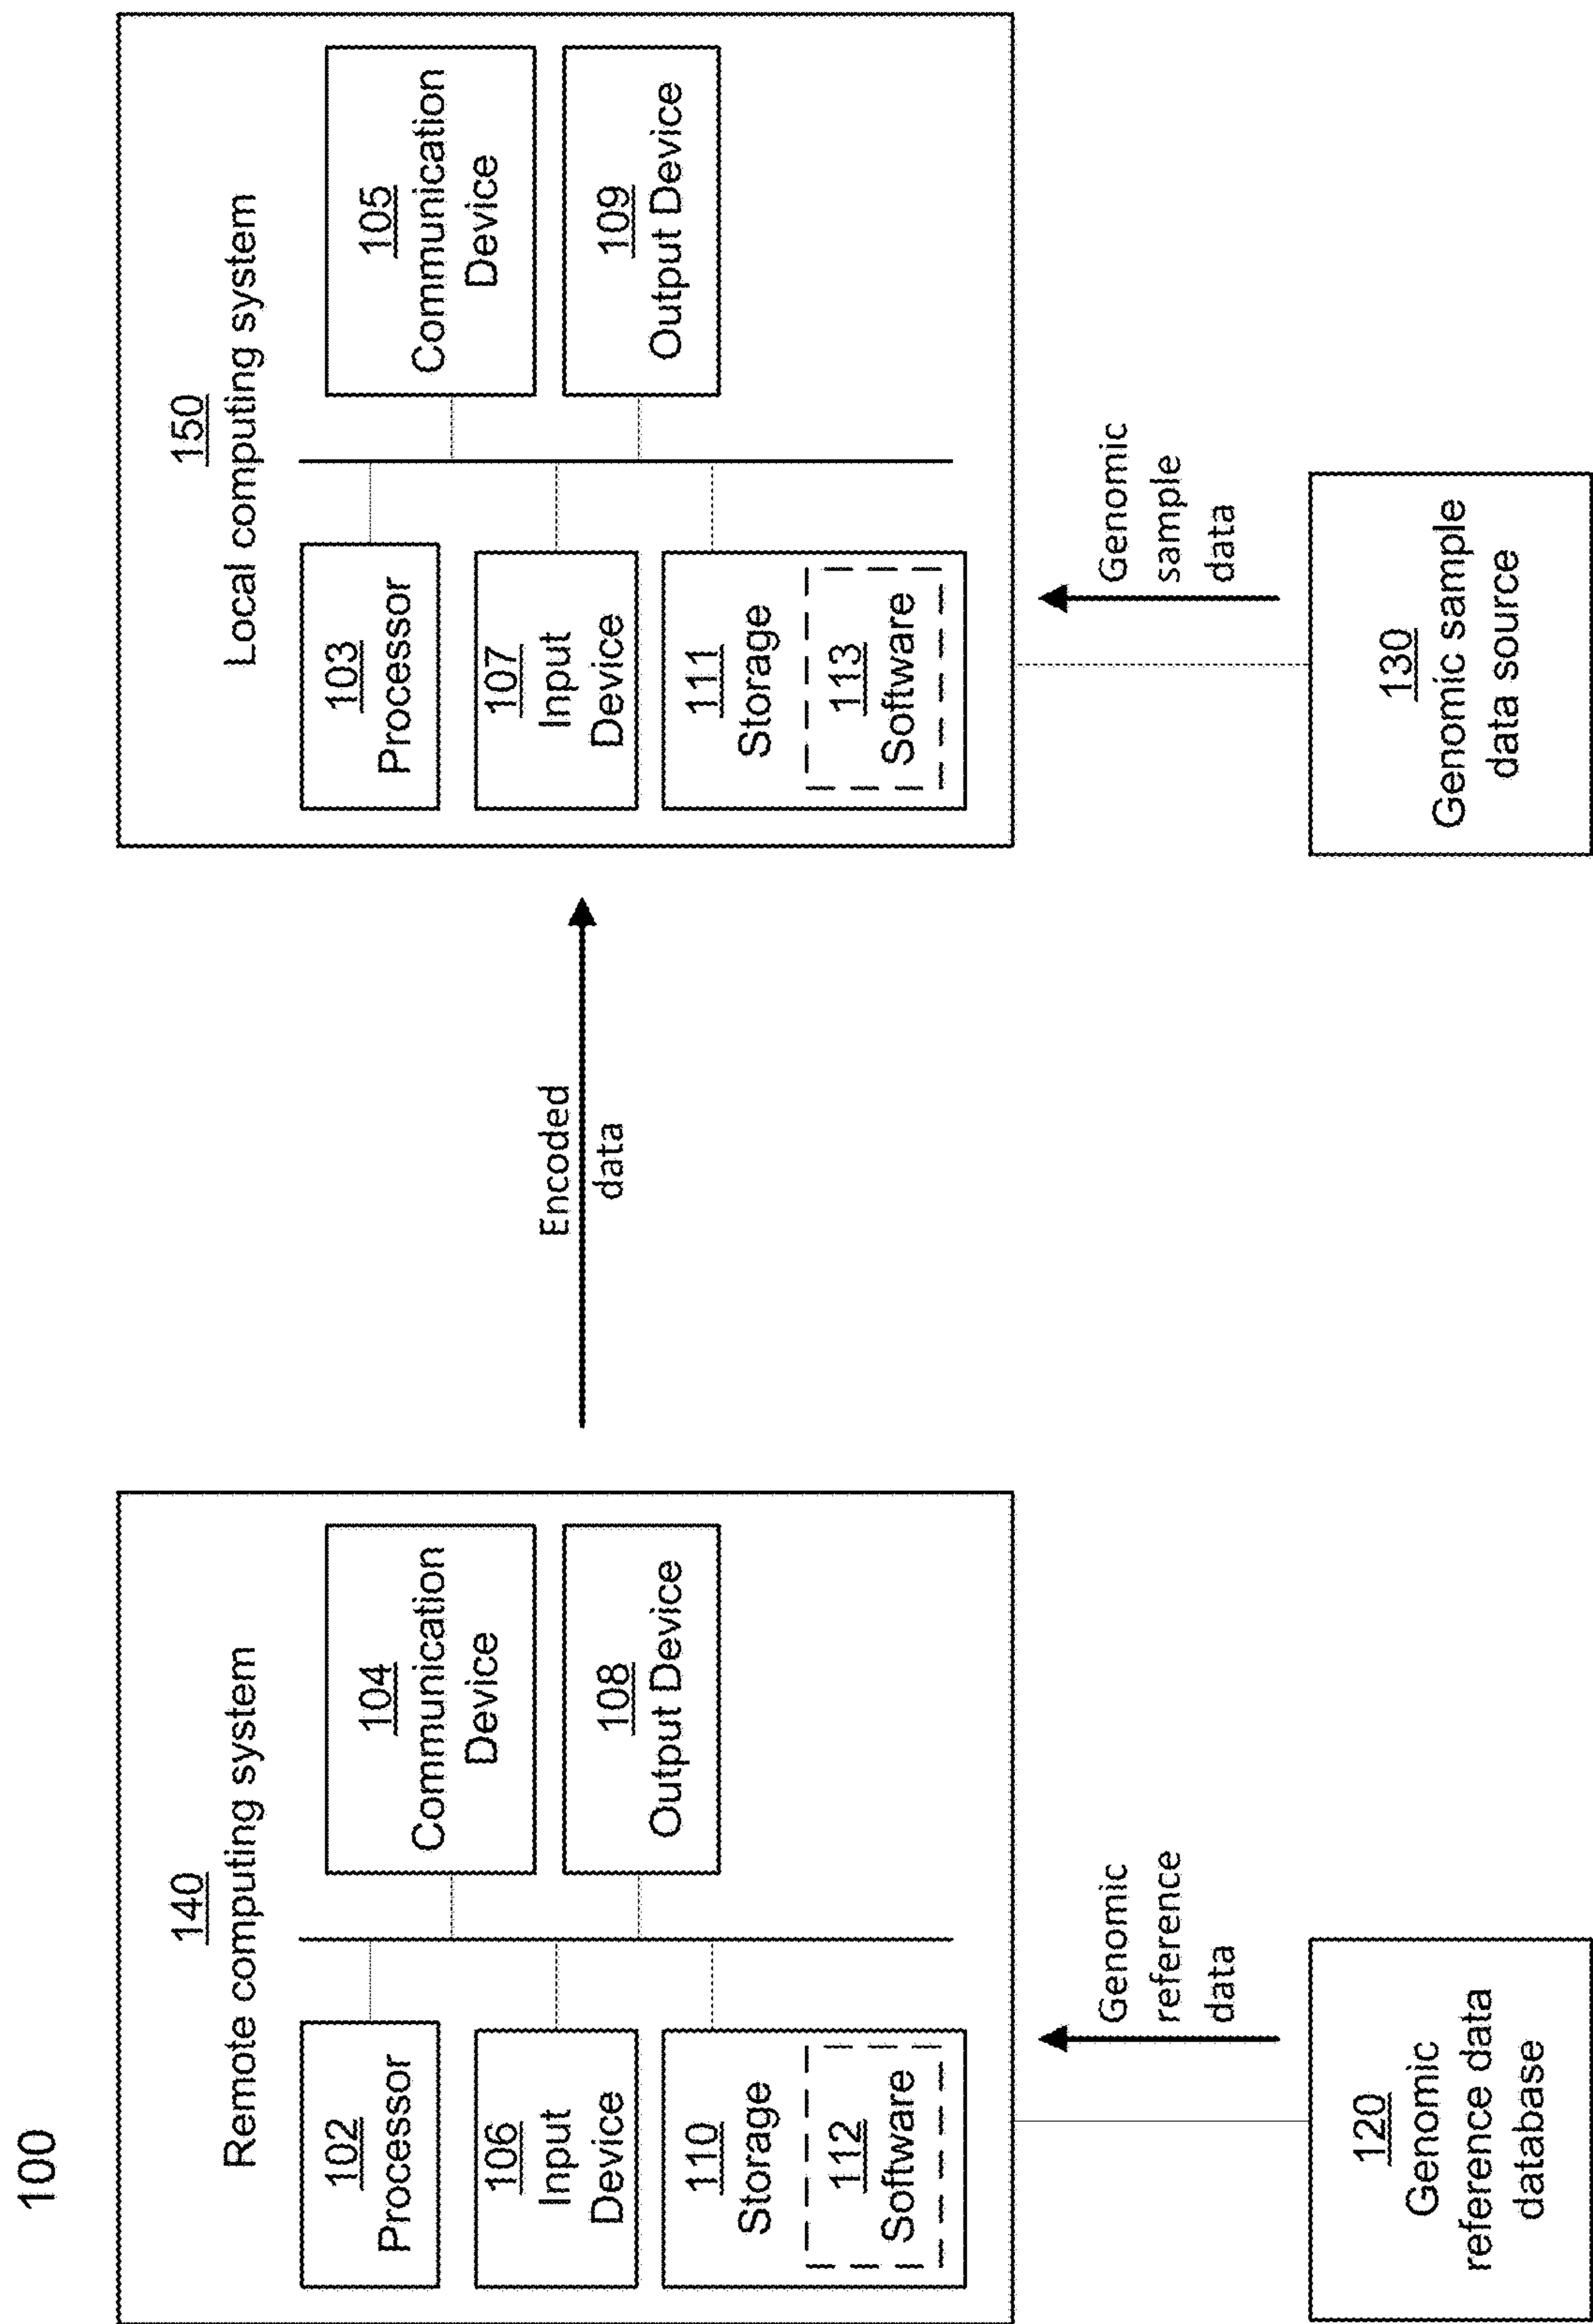 100
140
Remote computing system
102
Processor
104
Communication
Device
106
Input
Device
108
Output Device
110
Storage
112
Software
Genomic
reference
data
120
Genomic
reference data
database
Encoded
data
150
Local computing system
103
Processor
105
Communication
Device
107
Input
Device
109
Output Device
111
Storage
113
Software
Genomic
sample
data
130
Genomic sample
data source